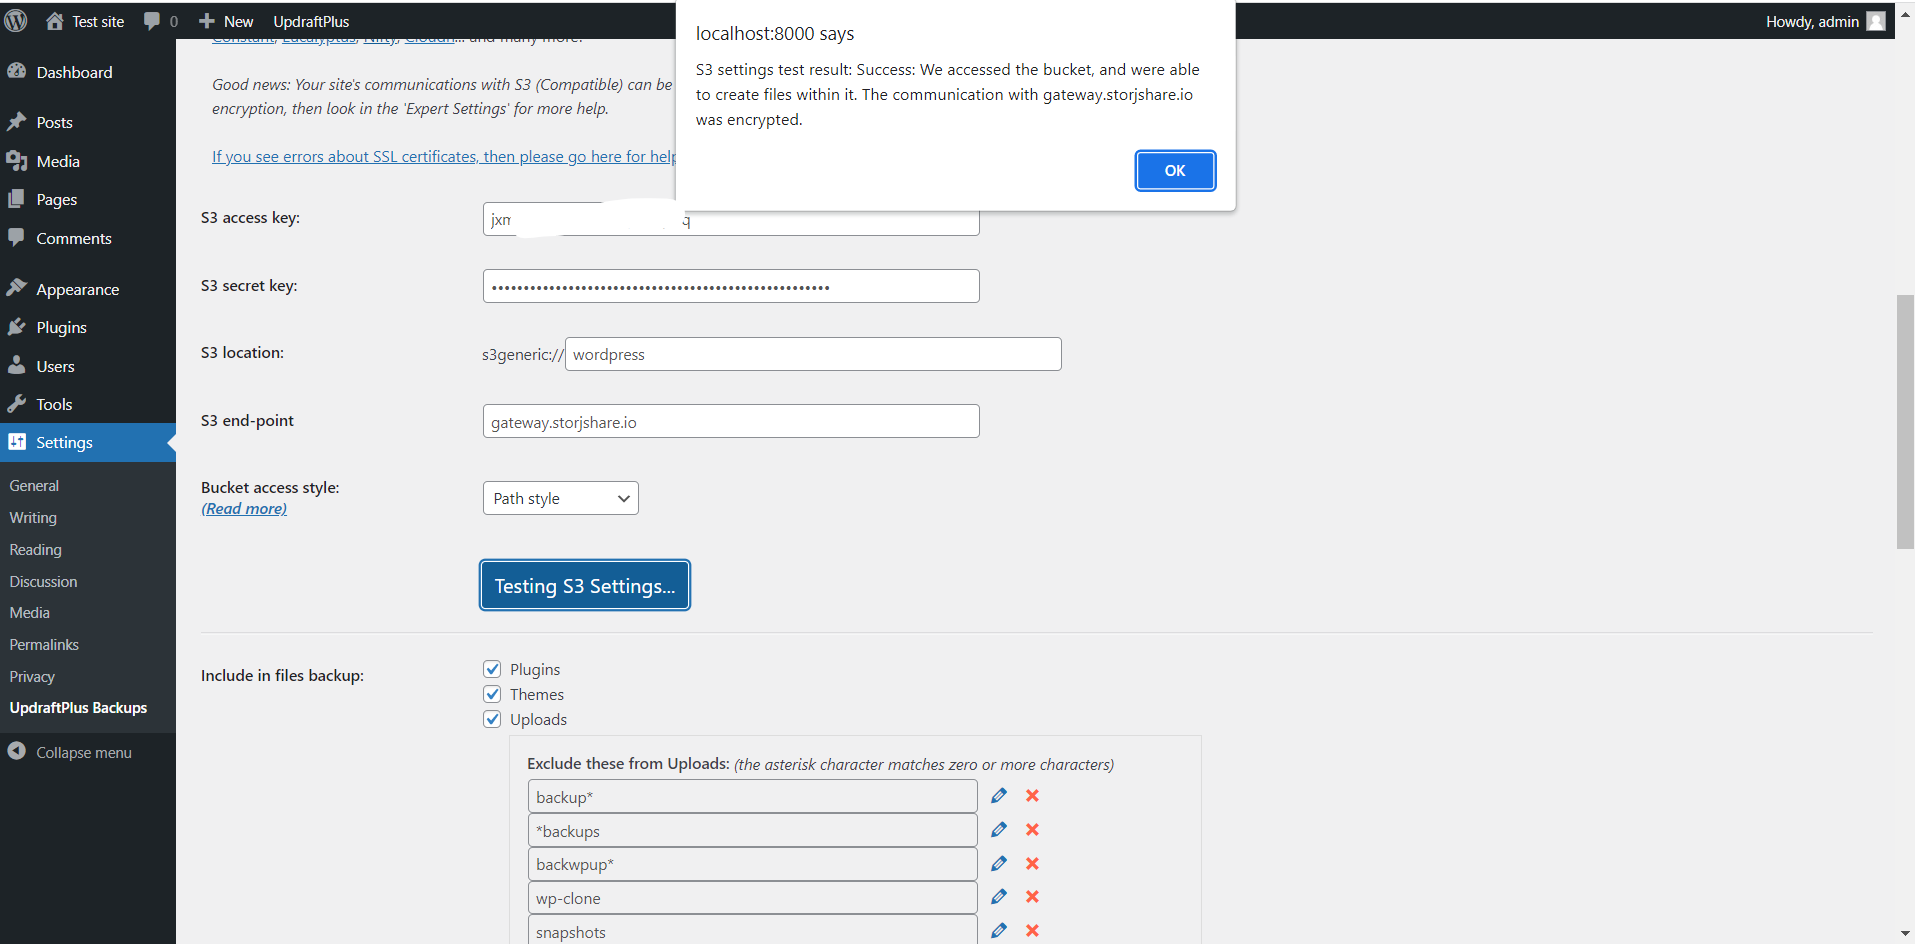 Test site
0
New
UpdraftPlus
Howdy, admin
localhost:8000 says
S3 settings test result: Success: We accessed the bucket, and were able
to create files within it. The communication with gateway.storjshare.io
was encrypted.
OK
Dashboard
Posts
Media
Pages
Comments
Appearance
Plugins
Users
Tools
Settings
General
Writing
Reading
Discussion
Media
Permalinks
Privacy
UpdraftPlus Backups
Collapse menu
Constant, Eucalyptus, Nifty, Cloudn... and many more.
Good news: Your site's communications with S3 (Compatible) can be
encryption, then look in the 'Expert Settings' for more help.
If you see errors about SSL certificates, then please go here for help
S3 access key:
jxm
q
S3 secret key:
••••••••••••••••••••••••••••••••••••••••••••••••••••
S3 location:
s3generic://
wordpress
S3 end-point
gateway.storjshare.io
Bucket access style:
(Read more)
Path style
Testing S3 Settings...
Include in files backup:
Plugins
Themes
Uploads
Exclude these from Uploads: (the asterisk character matches zero or more characters)
backup*
*backups
backwpup*
wp-clone
snapshots